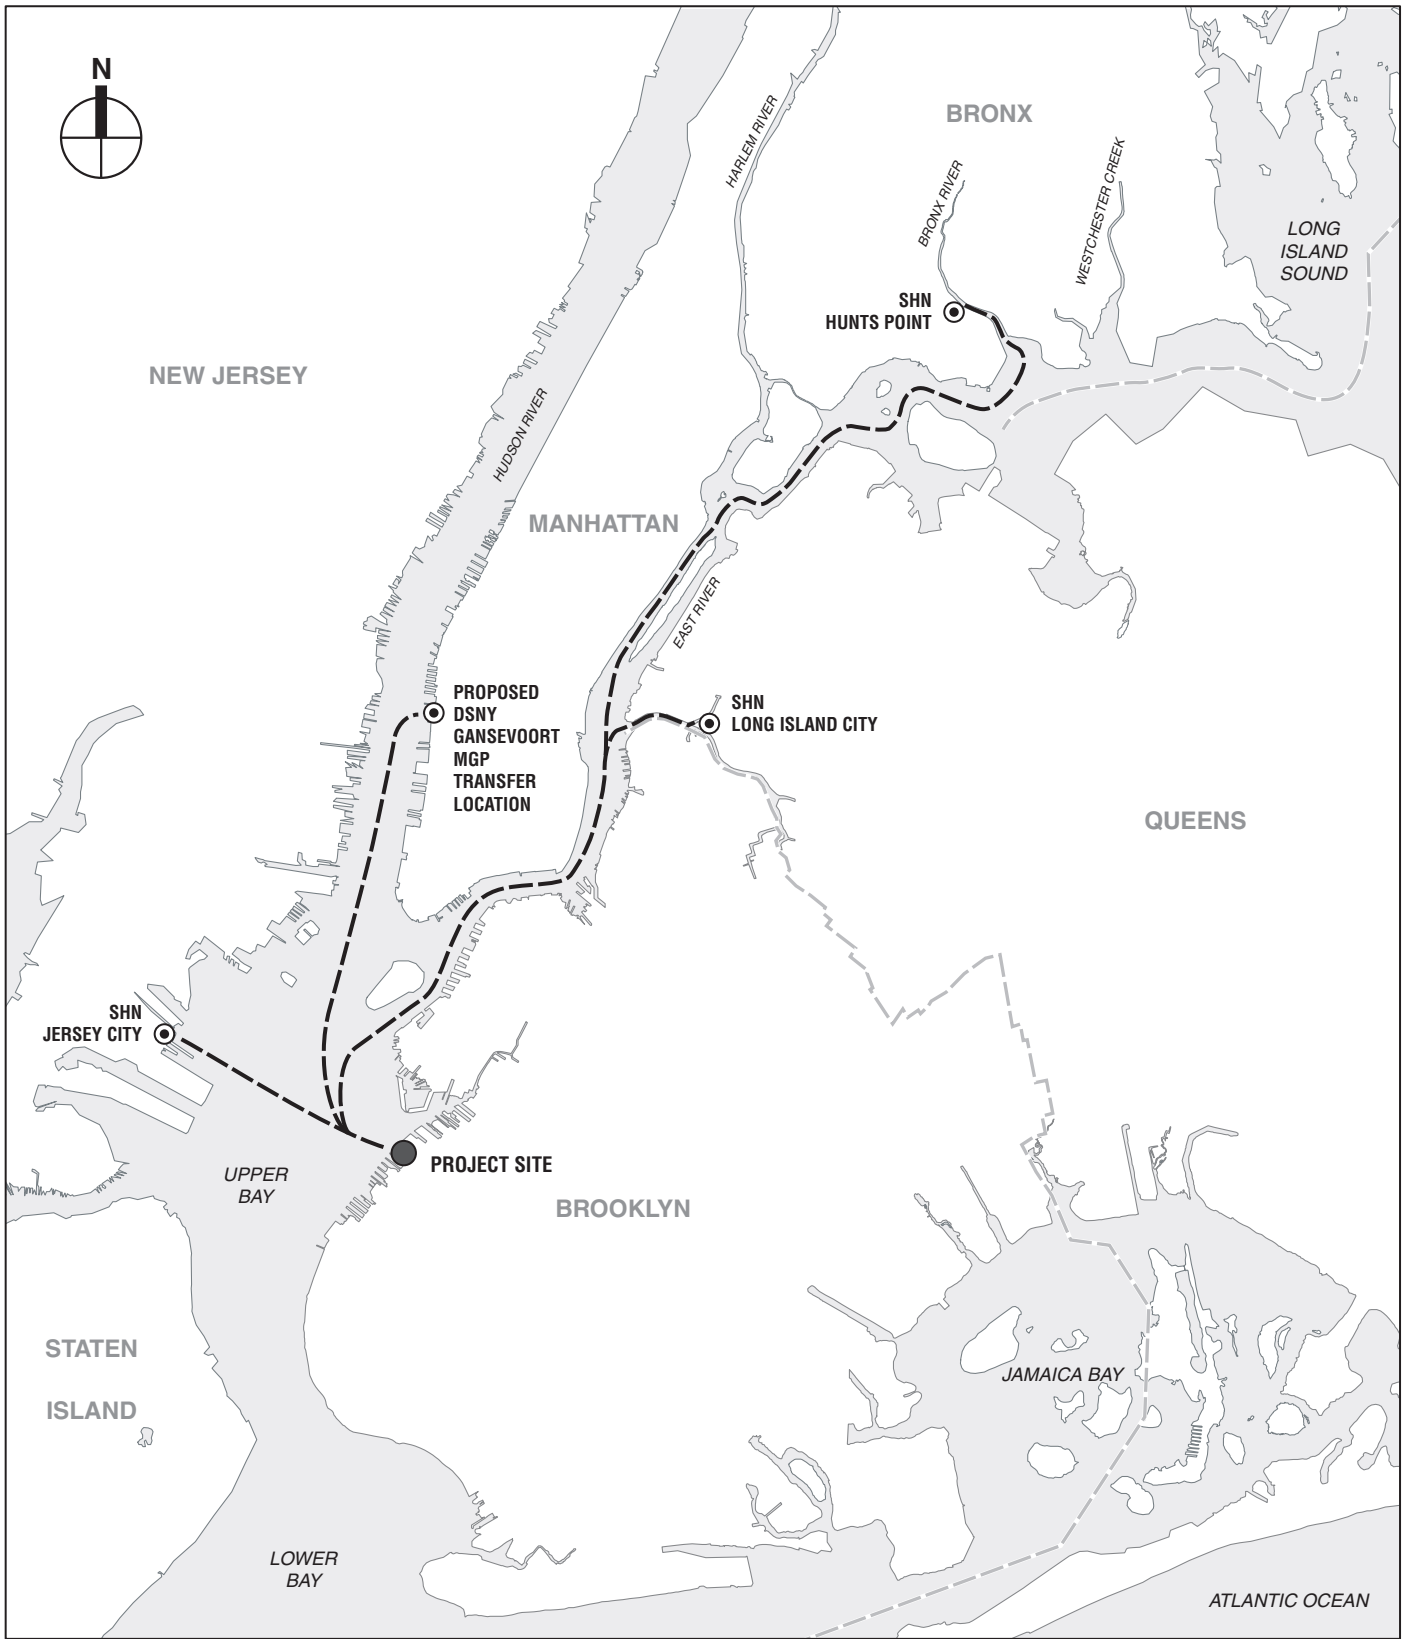 N
BRONX
HARLEM RIVER
BRONX RIVER
WESTCHESTER CREEK
LONG
ISLAND
SOUND
SHN
HUNTS POINT
NEW JERSEY
HUDSON RIVER
MANHATTAN
EAST RIVER
PROPOSED
DSNY
GANSEVOORT
MGP
TRANSFER
LOCATION
SHN
LONG ISLAND CITY
QUEENS
SHN
JERSEY CITY
PROJECT SITE
UPPER
BAY
BROOKLYN
STATEN
ISLAND
JAMAICA BAY
LOWER
BAY
ATLANTIC OCEAN